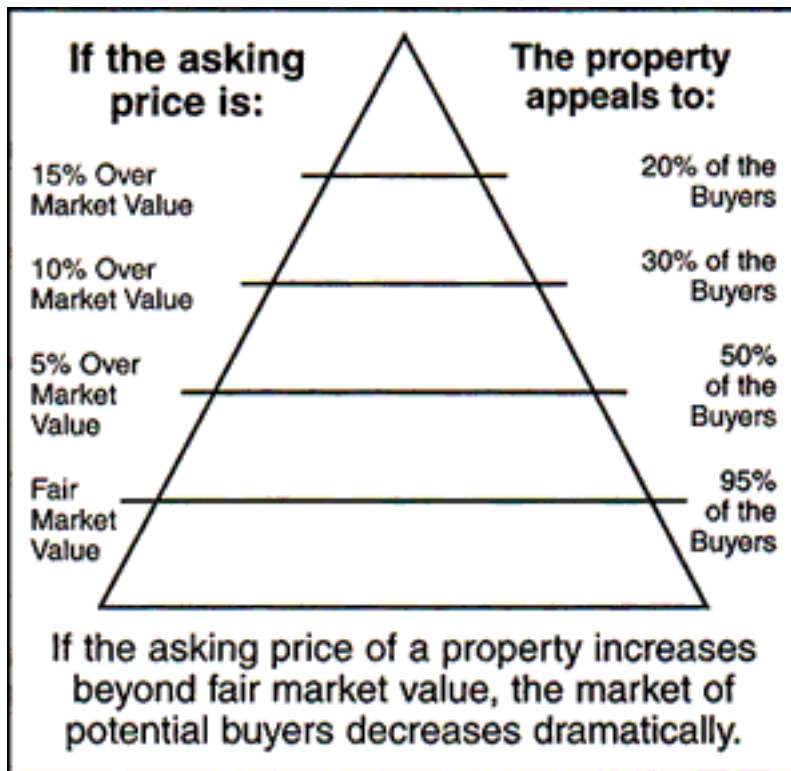 If the asking
price is:
The property
appeals to:
15% Over
Market Value
20% of the
Buyers
10% Over
Market Value
30% of the
Buyers
5% Over
Market
Value
50%
of the
Buyers
Fair
Market
Value
95%
of the
Buyers
If the asking price of a property increases
beyond fair market value, the market of
potential buyers decreases dramatically.